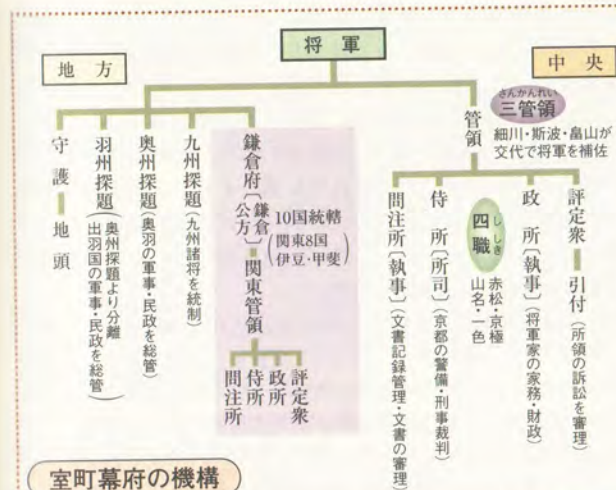 将軍
中央
地方
さんかんれい
三管領
細川・斯波・畠山が
交代で将軍を補佐
管領
評定衆
引付(所領の訴訟を審理)
政所〔執事〕(将軍家の家務・財政)
ししき
四職
赤松・京極
山名・一色
侍所〔所司〕(京都の警備・刑事裁判)
問注所〔執事〕(文書記録管理・文書の審理)
鎌倉府〔鎌倉公方〕
10国統轄
(関東8国
伊豆・甲斐)
関東管領
評定衆
政所
侍所
問注所
九州探題(九州諸将を統制)
奥州探題(奥羽の軍事・民政を総管)
羽州探題(奥州探題より分離
出羽国の軍事・民政を総管)
守護
地頭
室町幕府の機構